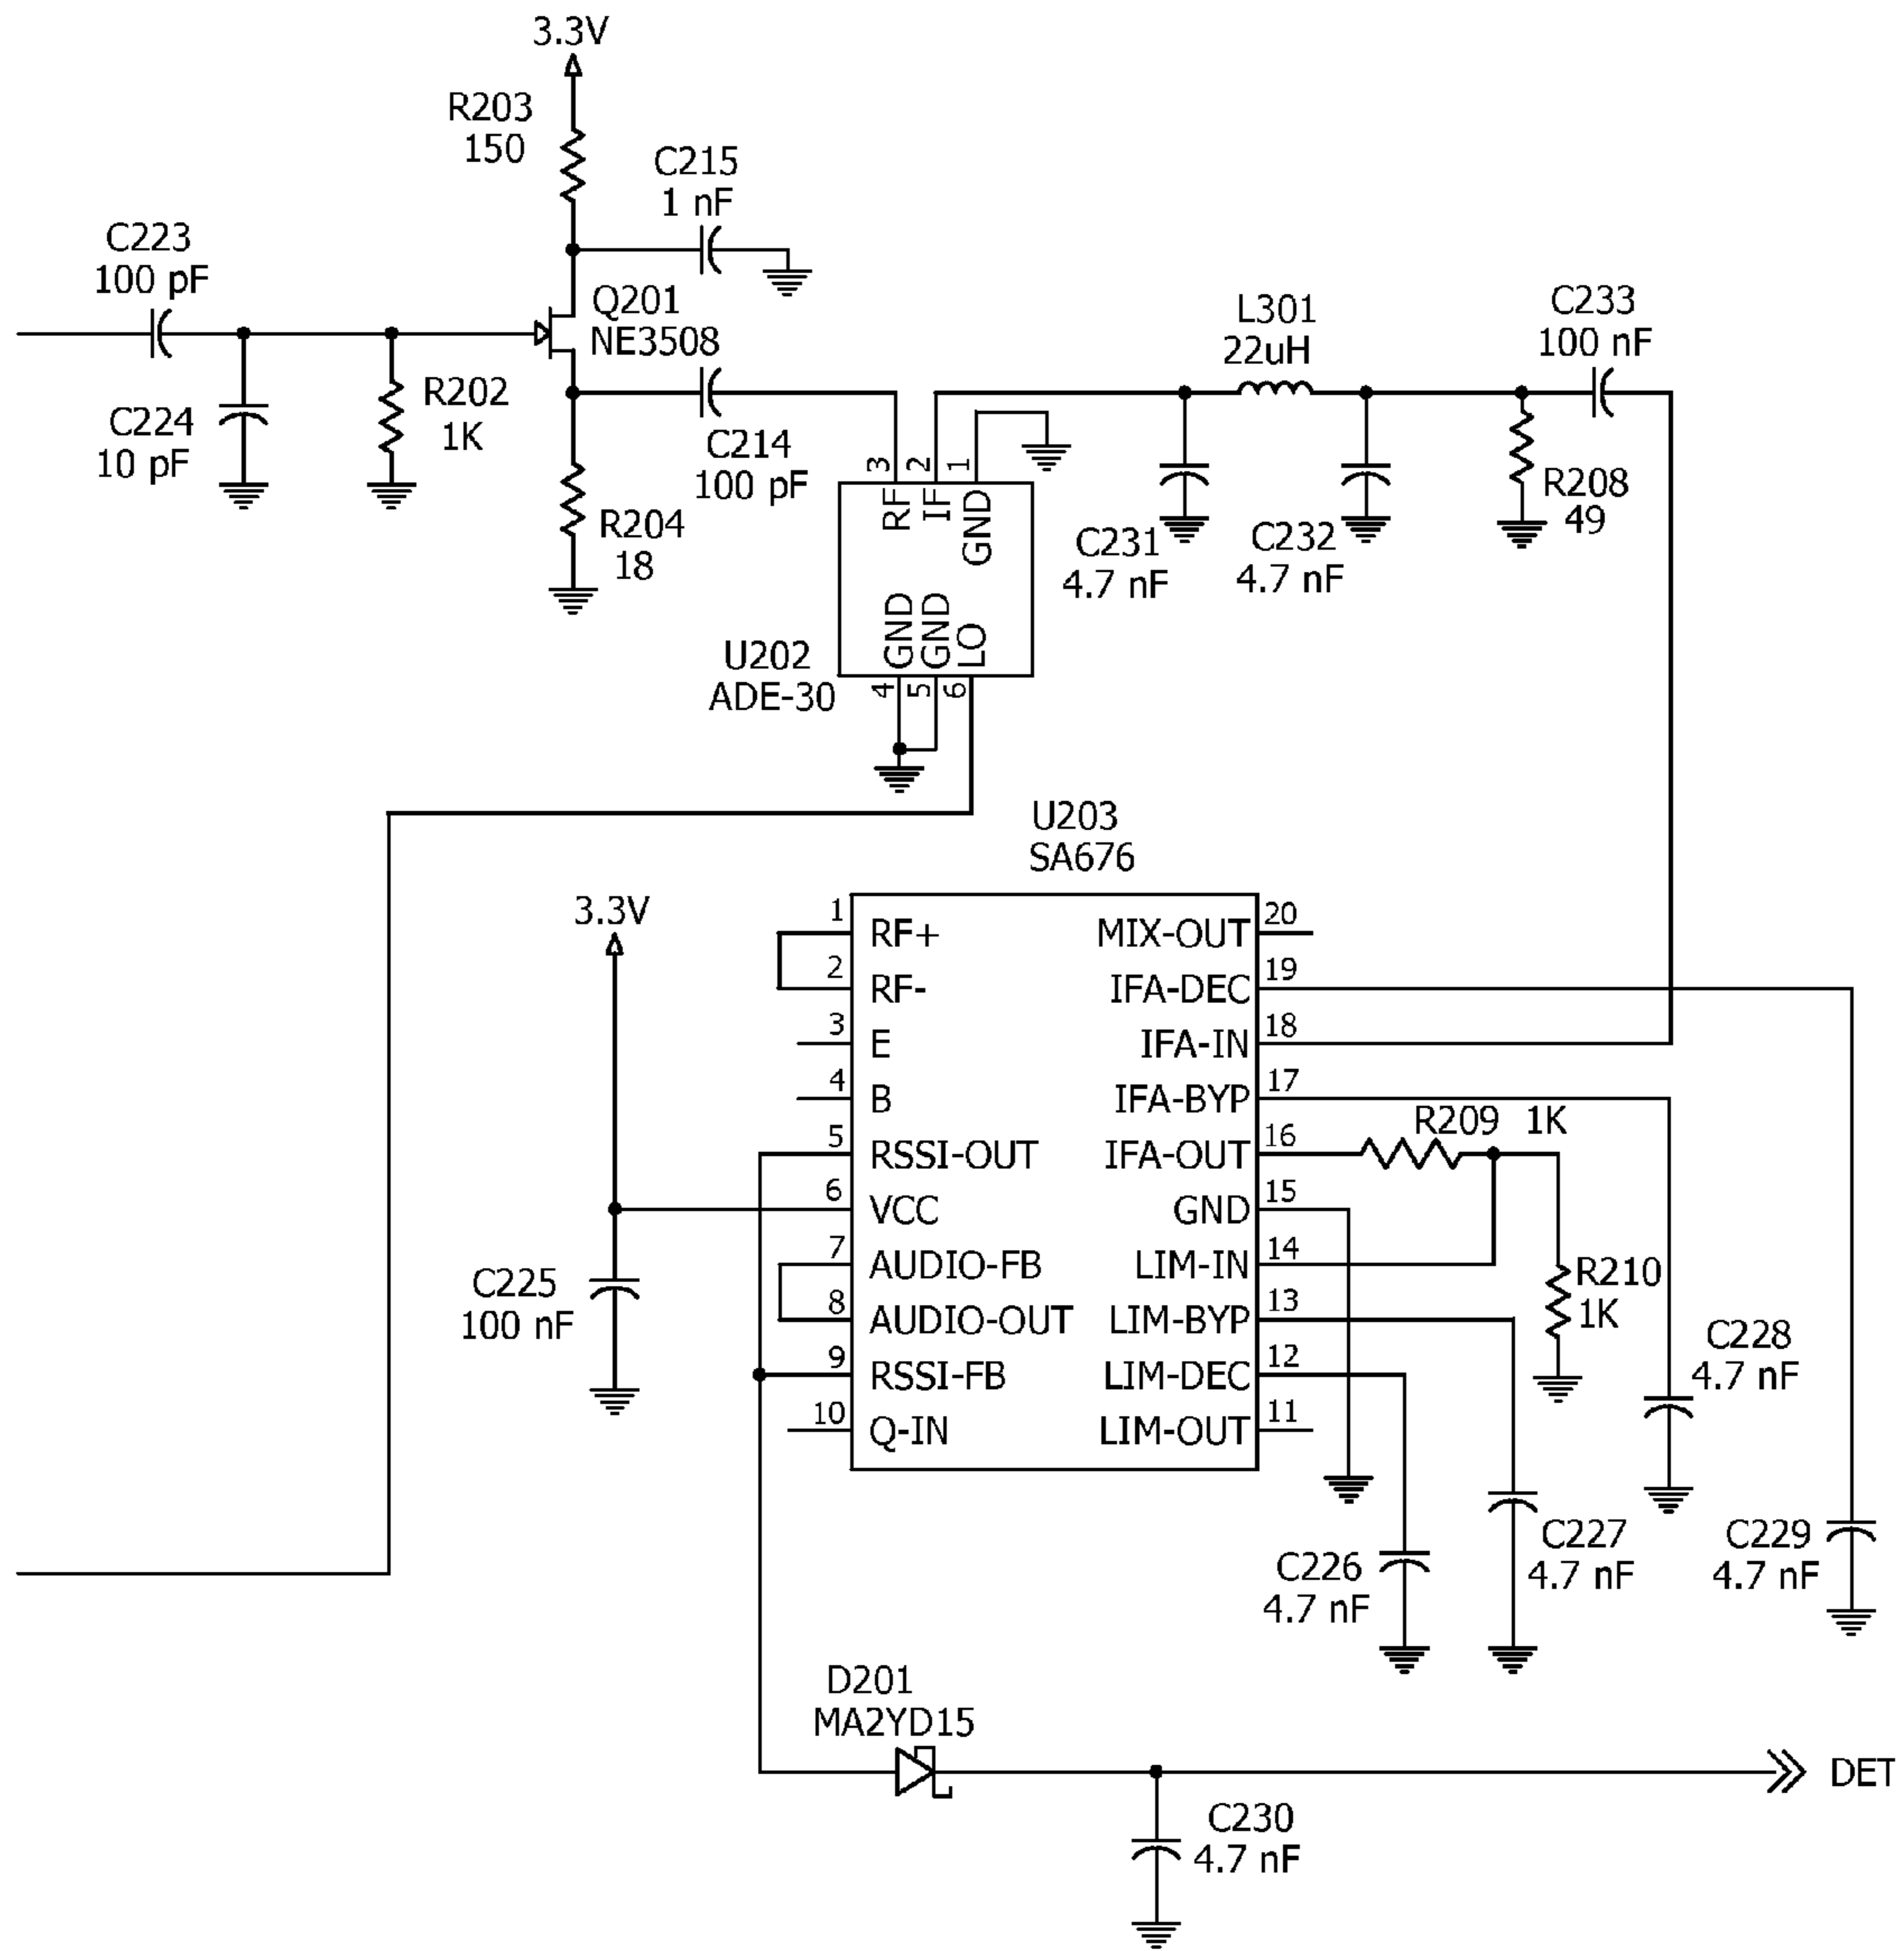 3.3V
R203
150
C215
1 nF
C223
100 pF
Q201
NE3508
C224
10 pF
R202
1K
C214
100 pF
R204
18
L301
22uH
C233
100 nF
R208
49
C231
4.7 nF
C232
4.7 nF
3
2
1
RF
IF
GND
GND
GND
LO
4
5
6
U202
ADE-30
U203
SA676
3.3V
C225
100 nF
1
RF+
2
RF-
3
E
4
B
5
RSSI-OUT
6
VCC
7
AUDIO-FB
8
AUDIO-OUT
9
RSSI-FB
10
Q-IN
MIX-OUT
20
IFA-DEC
19
IFA-IN
18
IFA-BYP
17
IFA-OUT
16
GND
15
LIM-IN
14
LIM-BYP
13
LIM-DEC
12
LIM-OUT
11
R209 1K
R210
1K
C228
4.7 nF
C227
4.7 nF
C229
4.7 nF
C226
4.7 nF
D201
MA2YD15
C230
4.7 nF
DET